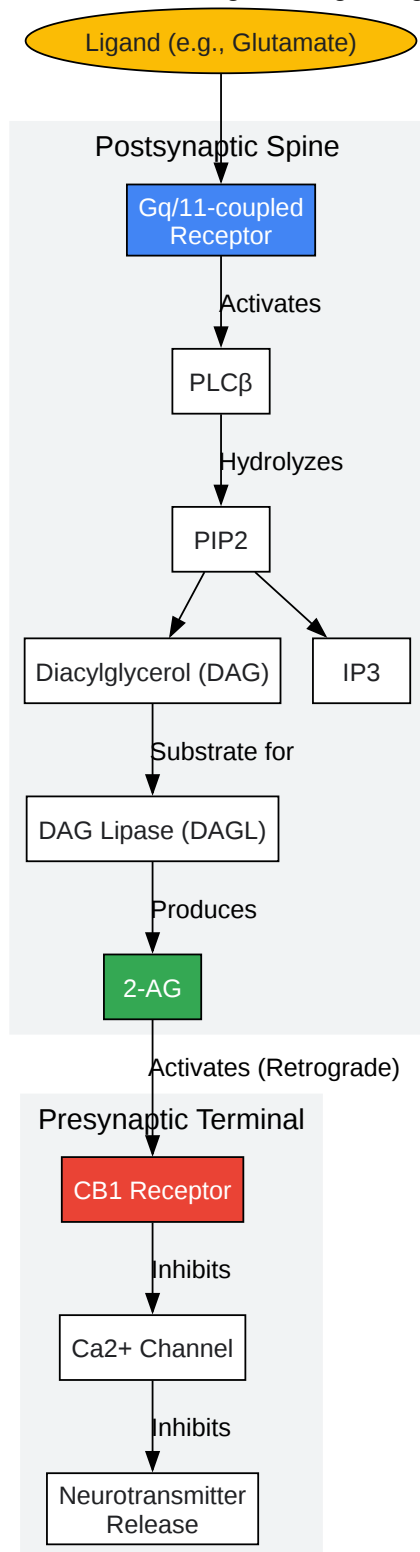 Ligand (e.g., Glutamate)
Postsynaptic Spine
Gq/11-coupled
Receptor
Activates
PLCβ
Hydrolyzes
PIP2
Diacylglycerol (DAG)
IP3
Substrate for
DAG Lipase (DAGL)
Produces
2-AG
Activates (Retrograde)
Presynaptic Terminal
CB1 Receptor
Inhibits
Ca2+ Channel
Inhibits
Neurotransmitter
Release